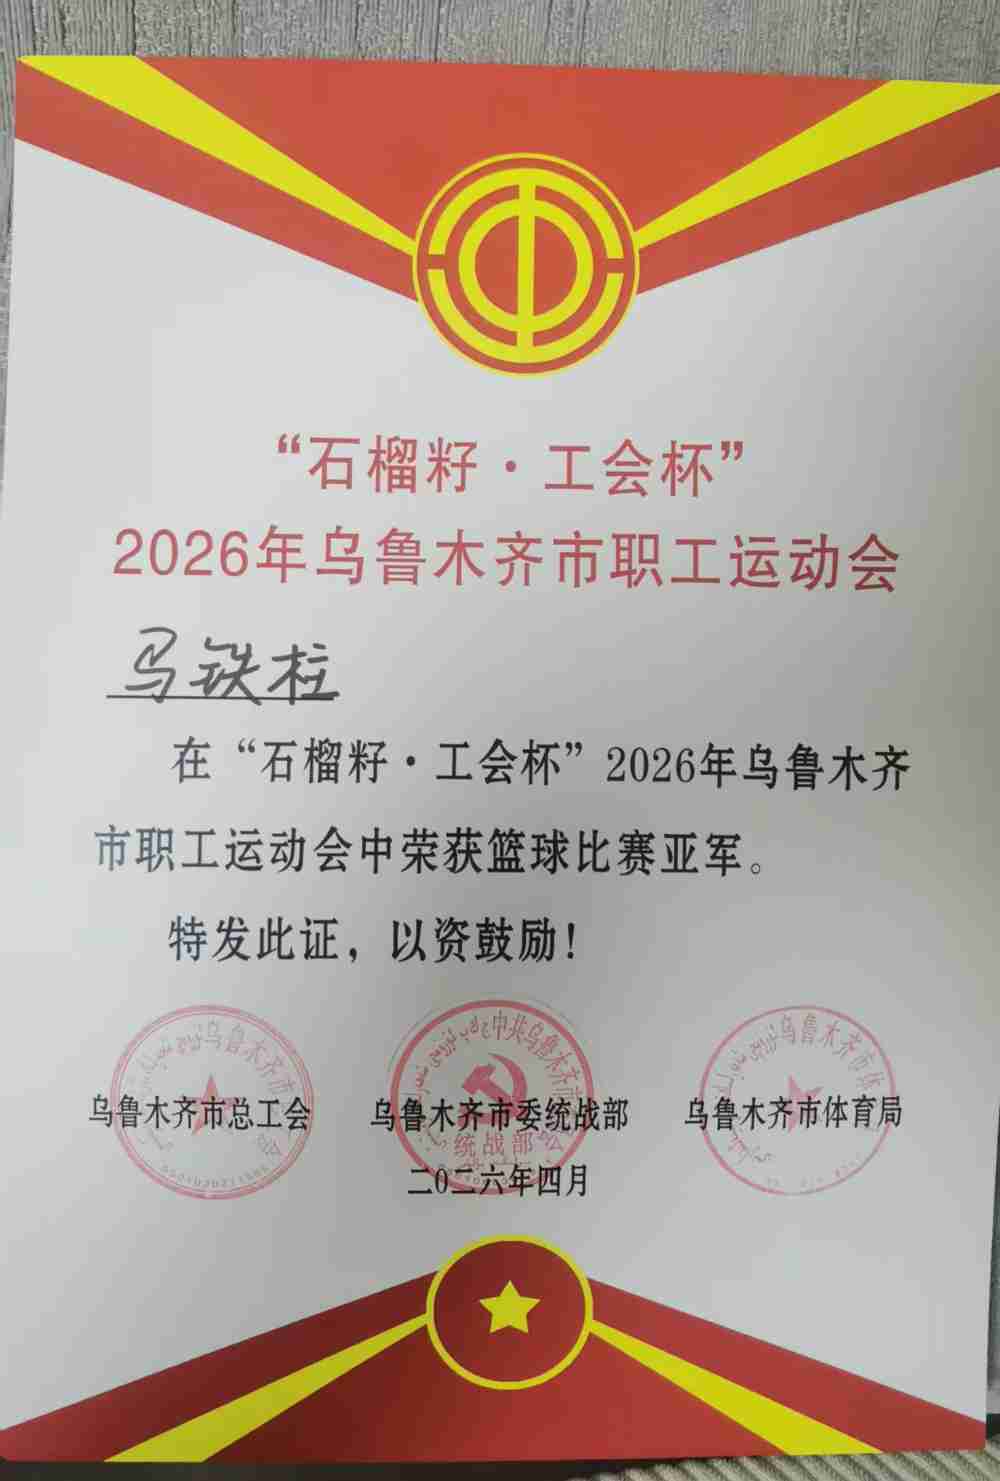 “石榴籽·工会杯”
2026年乌鲁木齐市职工运动会
马铁柱
在“石榴籽·工会杯”2026年乌鲁木齐
市职工运动会中荣获篮球比赛亚军。
特发此证，以资鼓励！
乌鲁木齐市总工会 乌鲁木齐市委统战部 乌鲁木齐市体育局
统战部
二0二六年四月